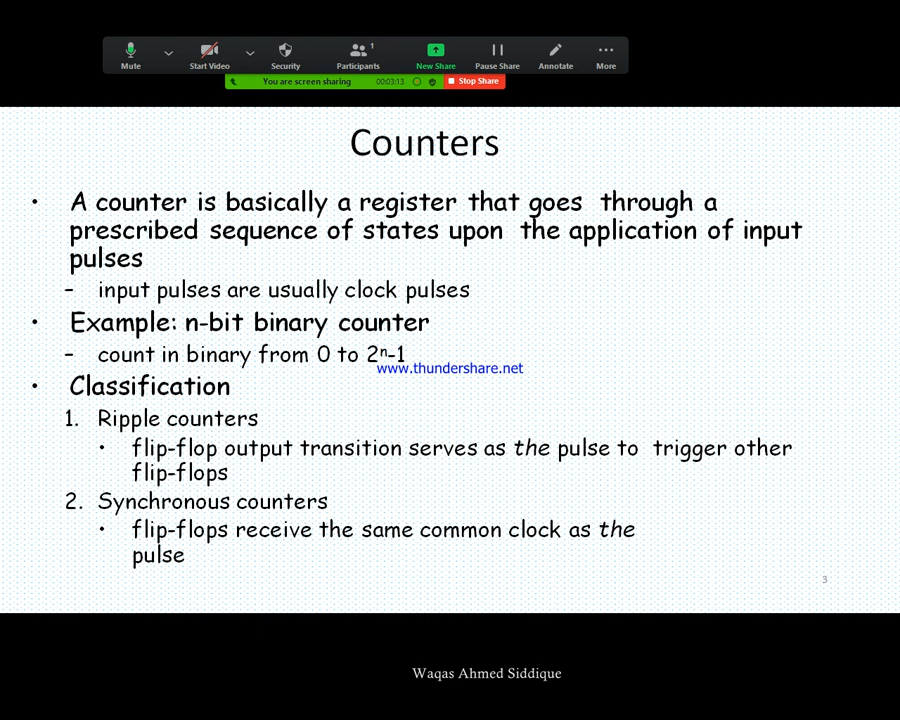 1
Mute
Start Video
Security
Participants
New Share
Pause Share
Annotate
More
You are screen sharing 00:03:13 Stop Share
Counters
• A counter is basically a register that goes through a
prescribed sequence of states upon the application of input
pulses
– input pulses are usually clock pulses
• Example: n-bit binary counter
– count in binary from 0 to 2ⁿ-1
www.thundershare.net
• Classification
1. Ripple counters
• flip-flop output transition serves as the pulse to trigger other
flip-flops
2. Synchronous counters
• flip-flops receive the same common clock as the
pulse
3
Waqas Ahmed Siddique